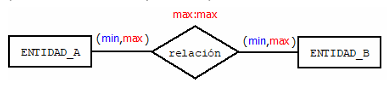 max:max
(min,max)
(min,max)
ENTIDAD_A
relación
ENTIDAD_B